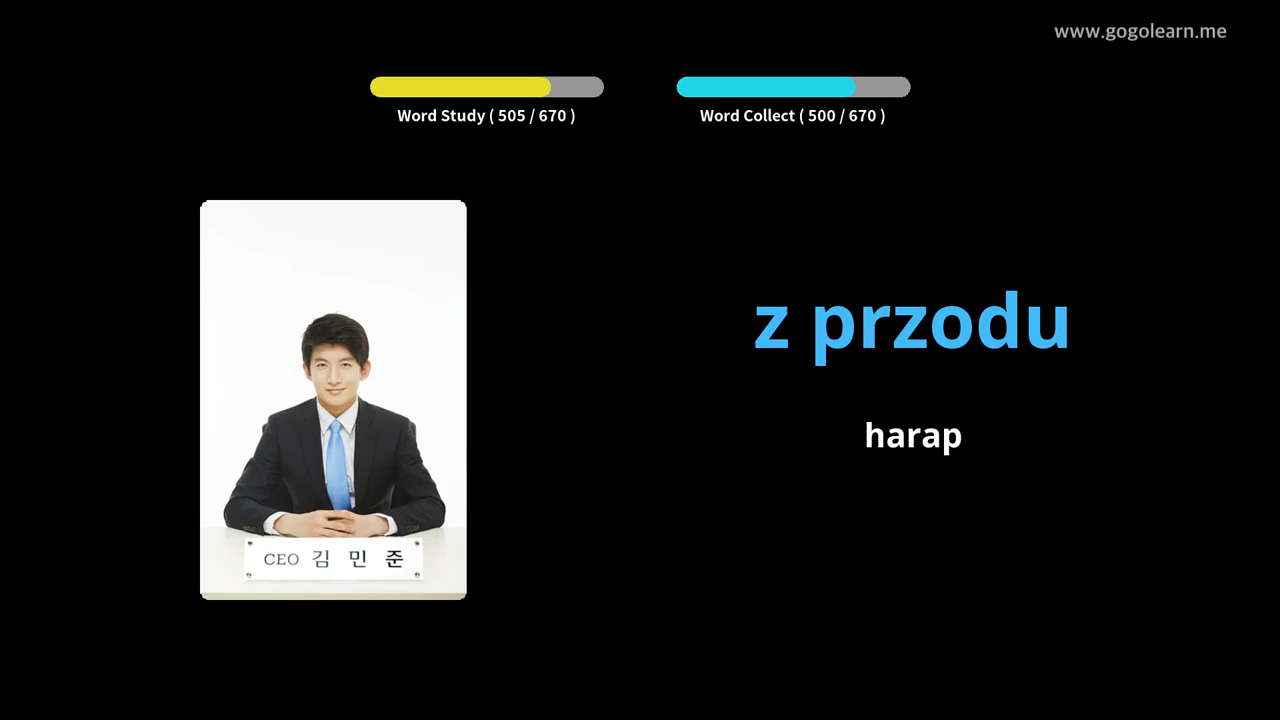 www.gogolearn.me
Word Study ( 505 / 670 )
Word Collect ( 500 / 670 )
z przodu
harap
CEO 김 민 준